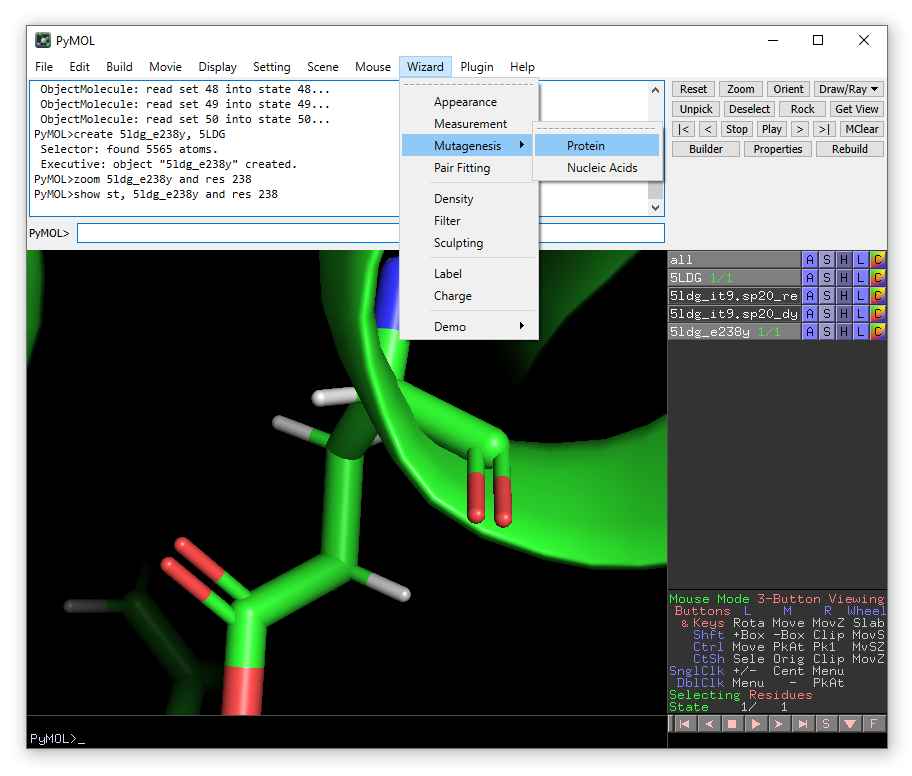 PyMOL
File Edit Build Movie Display Setting Scene Mouse Wizard Plugin Help
ObjectMolecule: read set 48 into state 48...
ObjectMolecule: read set 49 into state 49...
ObjectMolecule: read set 50 into state 50...
PyMOL>create 5ldg_e238y, 5LDG
Selector: found 5565 atoms.
Executive: object "5ldg_e238y" created.
PyMOL>zoom 5ldg_e238y and res 238
PyMOL>show st, 5ldg_e238y and res 238
PyMOL>
Appearance
Measurement
Mutagenesis
Pair Fitting
Density
Filter
Sculpting
Label
Charge
Demo
Protein
Nucleic Acids
Reset Zoom Orient Draw/Ray
Unpick Deselect Rock Get View
|< < Stop Play > >| MClear
Builder Properties Rebuild
all A S H L C
5LDG 1/1 A S H L C
5ldg_it9.sp20_re A S H L C
5ldg_it9.sp20_dy A S H L C
5ldg_e238y 1/1 A S H L C
Mouse Mode 3-Button Viewing
Buttons L M R Wheel
& Keys Rota Move MovZ Slab
Shft +Box -Box Clip MovS
Ctrl Move PkAt Pk1 MvSZ
CtSh Sele Orig Clip MovZ
SnglClk +/- Cent Menu
DblClk Menu - PkAt
Selecting Residues
State 1/ 1
S F
PyMOL>_